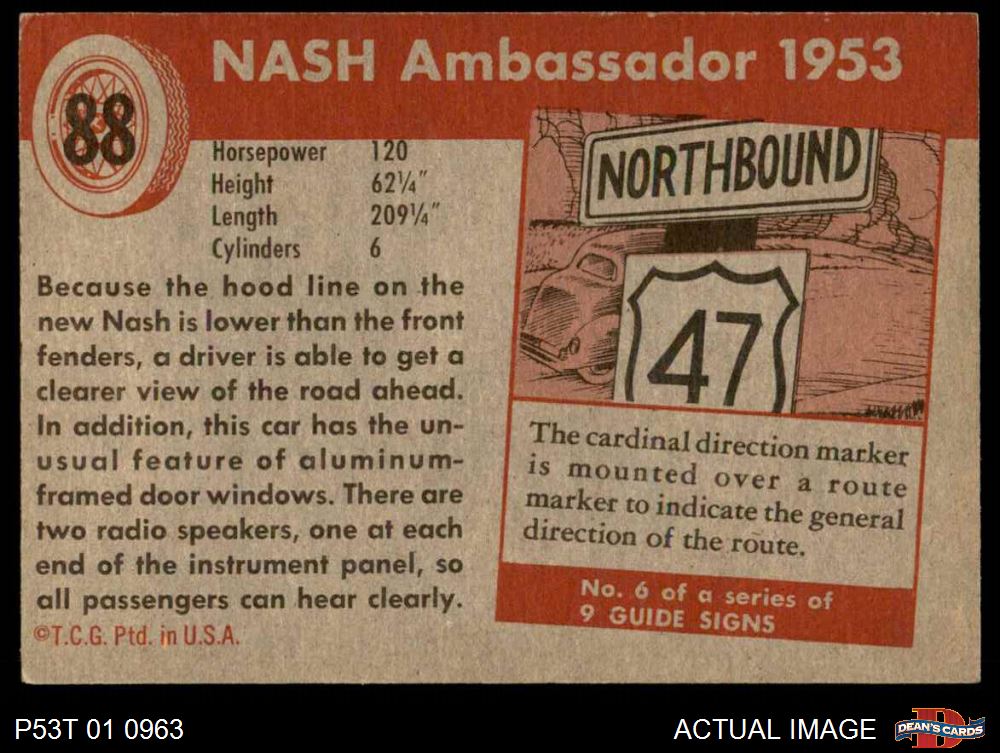 NASH Ambassador 1953
88
Horsepower 120
Height 62¼"
Length 209¼"
Cylinders 6
Because the hood line on the
new Nash is lower than the front
fenders, a driver is able to get a
clearer view of the road ahead.
In addition, this car has the un-
usual feature of aluminum-
framed door windows. There are
two radio speakers, one at each
end of the instrument panel, so
all passengers can hear clearly.
©T.C.G. Ptd. in U.S.A.
NORTHBOUND
47
The cardinal direction marker
is mounted over a route
marker to indicate the general
direction of the route.
No. 6 of a series of
9 GUIDE SIGNS
P53T 01 0963
ACTUAL IMAGE
D
DEAN'S CARDS